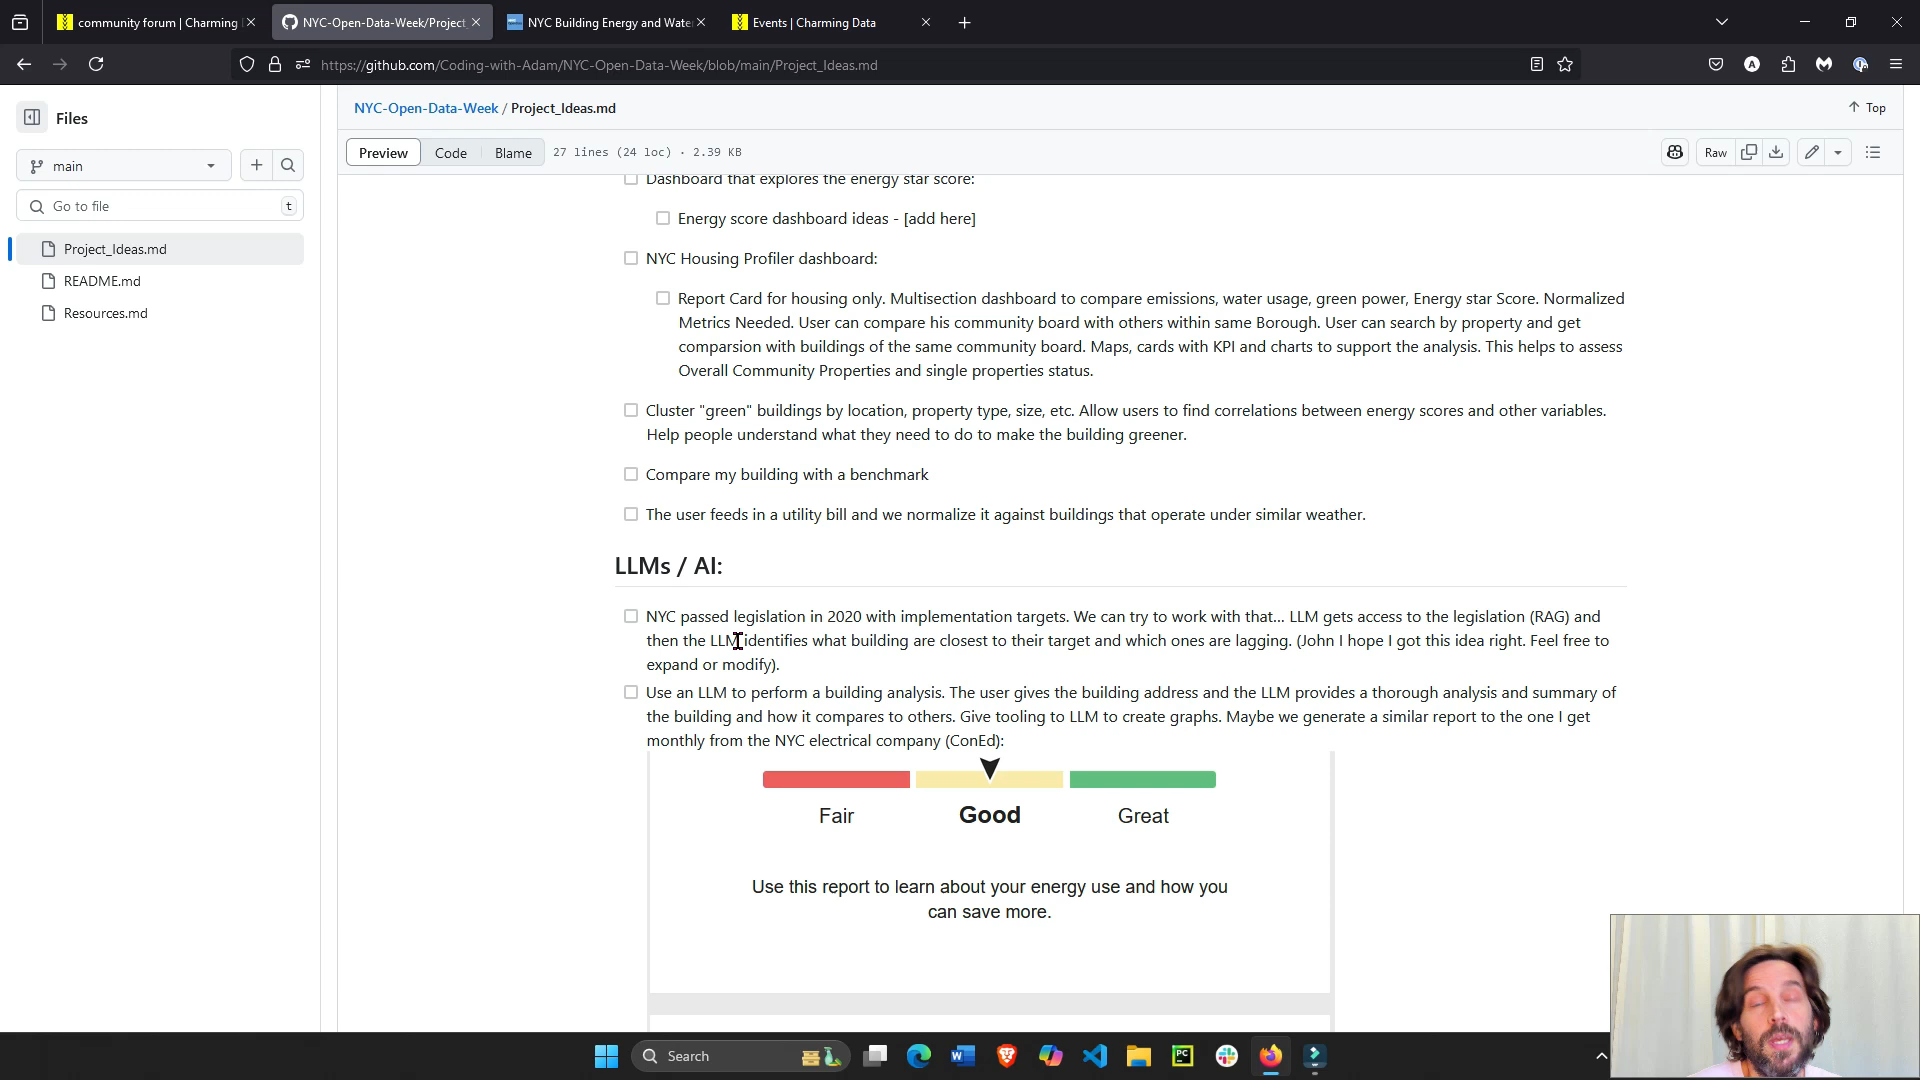 community forum | Charming
NYC-Open-Data-Week/Project
NYC Building Energy and Wate
Events | Charming Data
https://github.com/Coding-with-Adam/NYC-Open-Data-Week/blob/main/Project_Ideas.md
Files
main
Go to file
t
Project_Ideas.md
README.md
Resources.md
NYC-Open-Data-Week / Project_Ideas.md
Top
Preview
Code
Blame
27 lines (24 loc) · 2.39 KB
Raw
Dashboard that explores the energy star score:
Energy score dashboard ideas - [add here]
NYC Housing Profiler dashboard:
Report Card for housing only. Multisection dashboard to compare emissions, water usage, green power, Energy star Score. Normalized
Metrics Needed. User can compare his community board with others within same Borough. User can search by property and get
comparsion with buildings of the same community board. Maps, cards with KPI and charts to support the analysis. This helps to assess
Overall Community Properties and single properties status.
Cluster "green" buildings by location, property type, size, etc. Allow users to find correlations between energy scores and other variables.
Help people understand what they need to do to make the building greener.
Compare my building with a benchmark
The user feeds in a utility bill and we normalize it against buildings that operate under similar weather.
LLMs / AI:
NYC passed legislation in 2020 with implementation targets. We can try to work with that... LLM gets access to the legislation (RAG) and
then the LLM identifies what building are closest to their target and which ones are lagging. (John I hope I got this idea right. Feel free to
expand or modify).
Use an LLM to perform a building analysis. The user gives the building address and the LLM provides a thorough analysis and summary of
the building and how it compares to others. Give tooling to LLM to create graphs. Maybe we generate a similar report to the one I get
monthly from the NYC electrical company (ConEd):
Fair
Good
Great
Use this report to learn about your energy use and how you
can save more.
Search